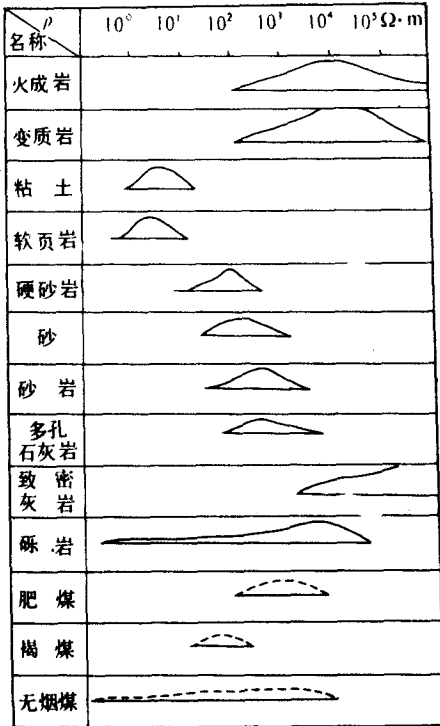 ρ
名称
10⁰ 10¹ 10² 10³ 10⁴ 10⁵ Ω·m
火成岩
变质岩
粘 土
软页岩
硬砂岩
砂
砂 岩
多孔
石灰岩
致 密
灰 岩
砾 岩
肥 煤
褐 煤
无烟煤